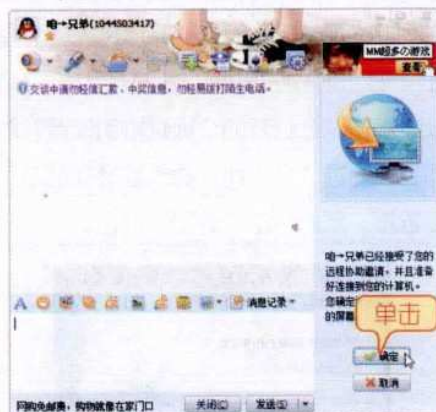 咱→兄弟(1044503417)
MM超多の游戏
查看
交谈中请勿轻信汇款、中奖信息，勿轻易拨打陌生电话。
咱→兄弟已经接受了您的
远程协助邀请，并且准备
好连接到您的计算机。
您确定
的屏幕
单击
确定
取消
A
消息记录
网购免邮费，购物就像在家门口
关闭(C)
发送(S)